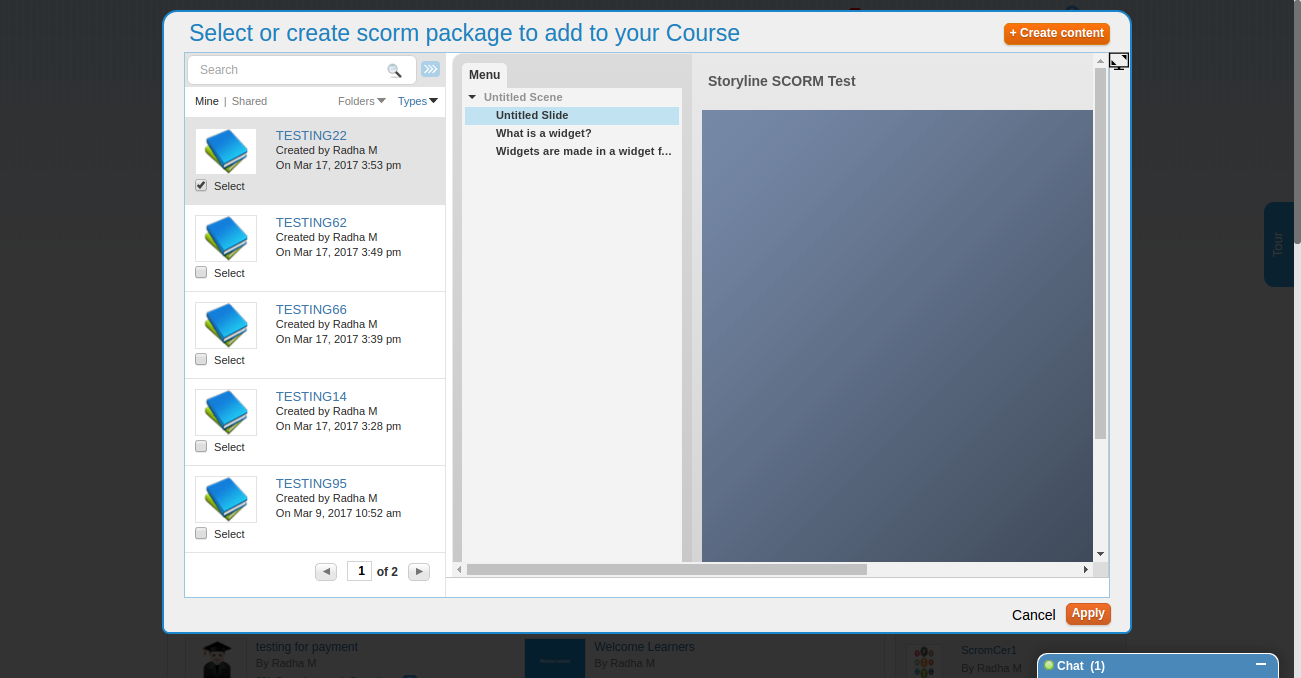 Select or create scorm package to add to your Course
+ Create content
Search
Mine | Shared
Folders
Types
TESTING22
Created by Radha M
On Mar 17, 2017 3:53 pm
Select
TESTING62
Created by Radha M
On Mar 17, 2017 3:49 pm
Select
TESTING66
Created by Radha M
On Mar 17, 2017 3:39 pm
Select
TESTING14
Created by Radha M
On Mar 17, 2017 3:28 pm
Select
TESTING95
Created by Radha M
On Mar 9, 2017 10:52 am
Select
1 of 2
Menu
Untitled Scene
Untitled Slide
What is a widget?
Widgets are made in a widget f...
Storyline SCORM Test
Tour
Cancel
Apply
testing for payment
By Radha M
Welcome Learners
By Radha M
ScromCer1
By Radha M
Chat (1)